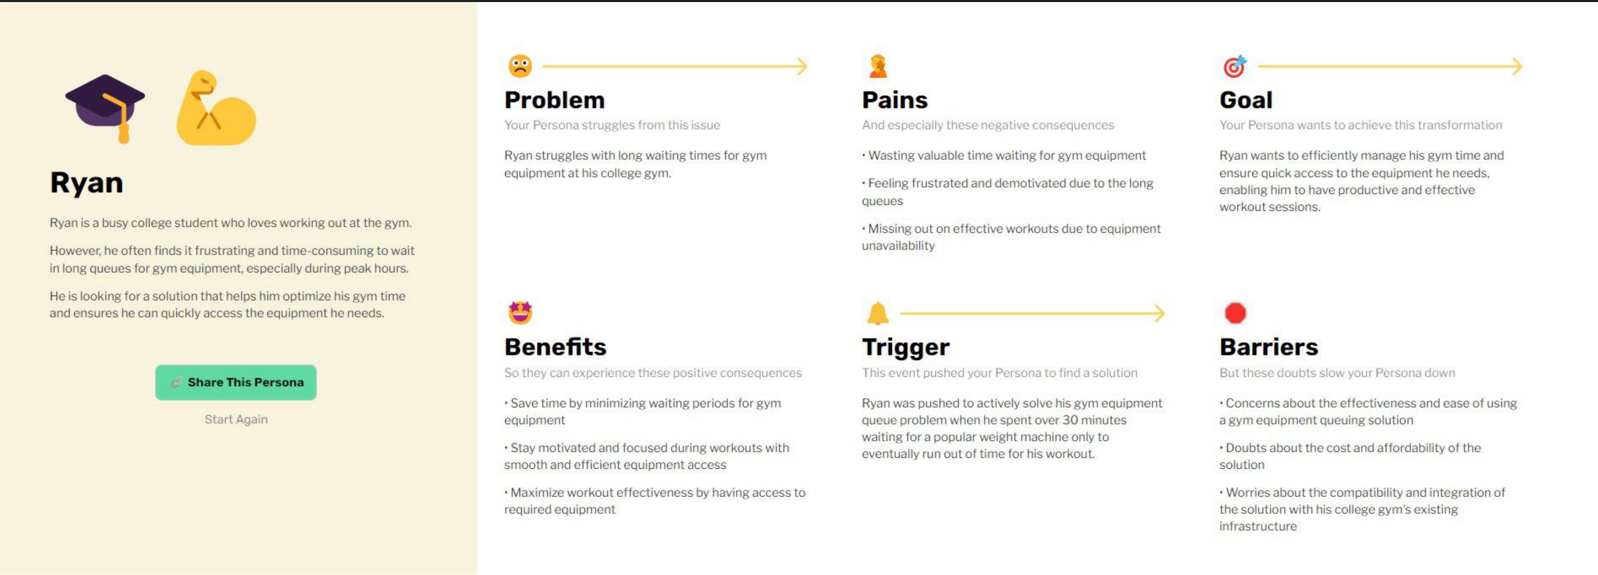 Ryan
Ryan is a busy college student who loves working out at the gym.
However, he often finds it frustrating and time-consuming to wait
in long queues for gym equipment, especially during peak hours.
He is looking for a solution that helps him optimize his gym time
and ensures he can quickly access the equipment he needs.
Share This Persona
Start Again
Problem
Your Persona struggles from this issue
Ryan struggles with long waiting times for gym
equipment at his college gym.
Pains
And especially these negative consequences
• Wasting valuable time waiting for gym equipment
• Feeling frustrated and demotivated due to the long
queues
• Missing out on effective workouts due to equipment
unavailability
Goal
Your Persona wants to achieve this transformation
Ryan wants to efficiently manage his gym time and
ensure quick access to the equipment he needs,
enabling him to have productive and effective
workout sessions.
Benefits
So they can experience these positive consequences
• Save time by minimizing waiting periods for gym
equipment
• Stay motivated and focused during workouts with
smooth and efficient equipment access
• Maximize workout effectiveness by having access to
required equipment
Trigger
This event pushed your Persona to find a solution
Ryan was pushed to actively solve his gym equipment
queue problem when he spent over 30 minutes
waiting for a popular weight machine only to
eventually run out of time for his workout.
Barriers
But these doubts slow your Persona down
• Concerns about the effectiveness and ease of using
a gym equipment queuing solution
• Doubts about the cost and affordability of the
solution
• Worries about the compatibility and integration of
the solution with his college gym's existing
infrastructure